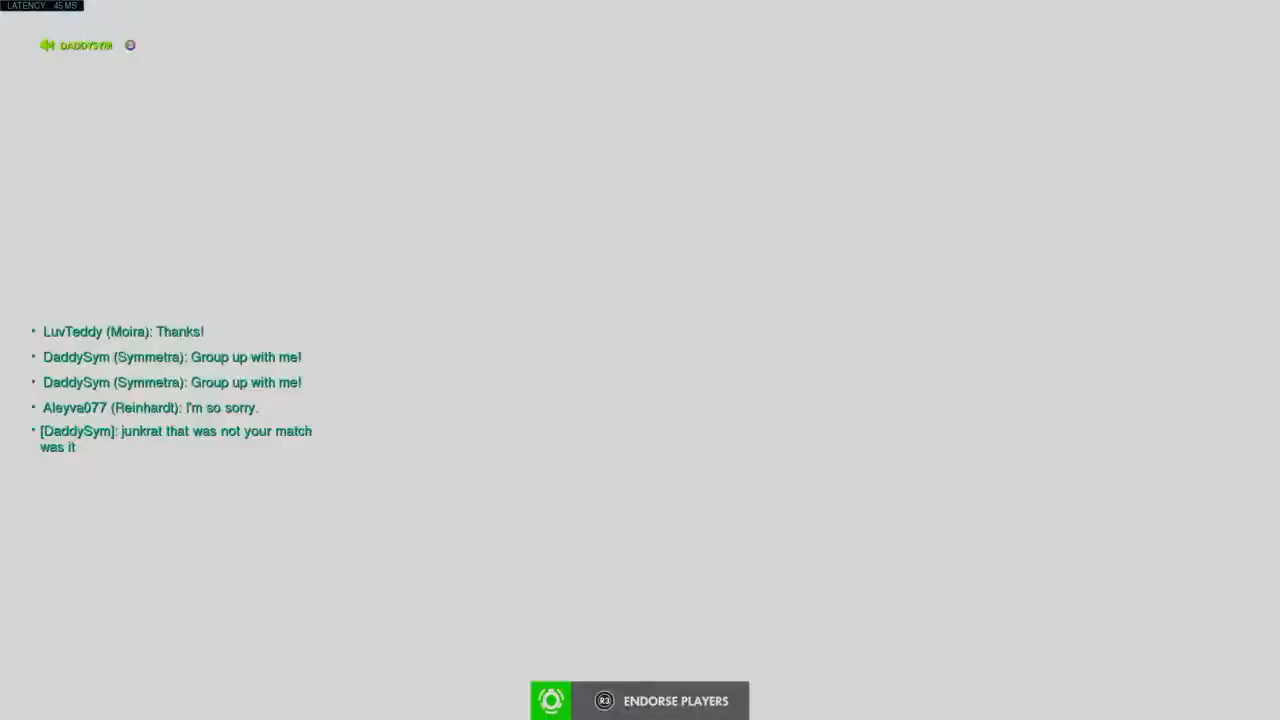 LATENCY 45 MS
DADDYSYM
• LuvTeddy (Moira): Thanks!
• DaddySym (Symmetra): Group up with me!
• DaddySym (Symmetra): Group up with me!
• Aleyva077 (Reinhardt): I'm so sorry.
• [DaddySym]: junkrat that was not your match
was it
R3 ENDORSE PLAYERS